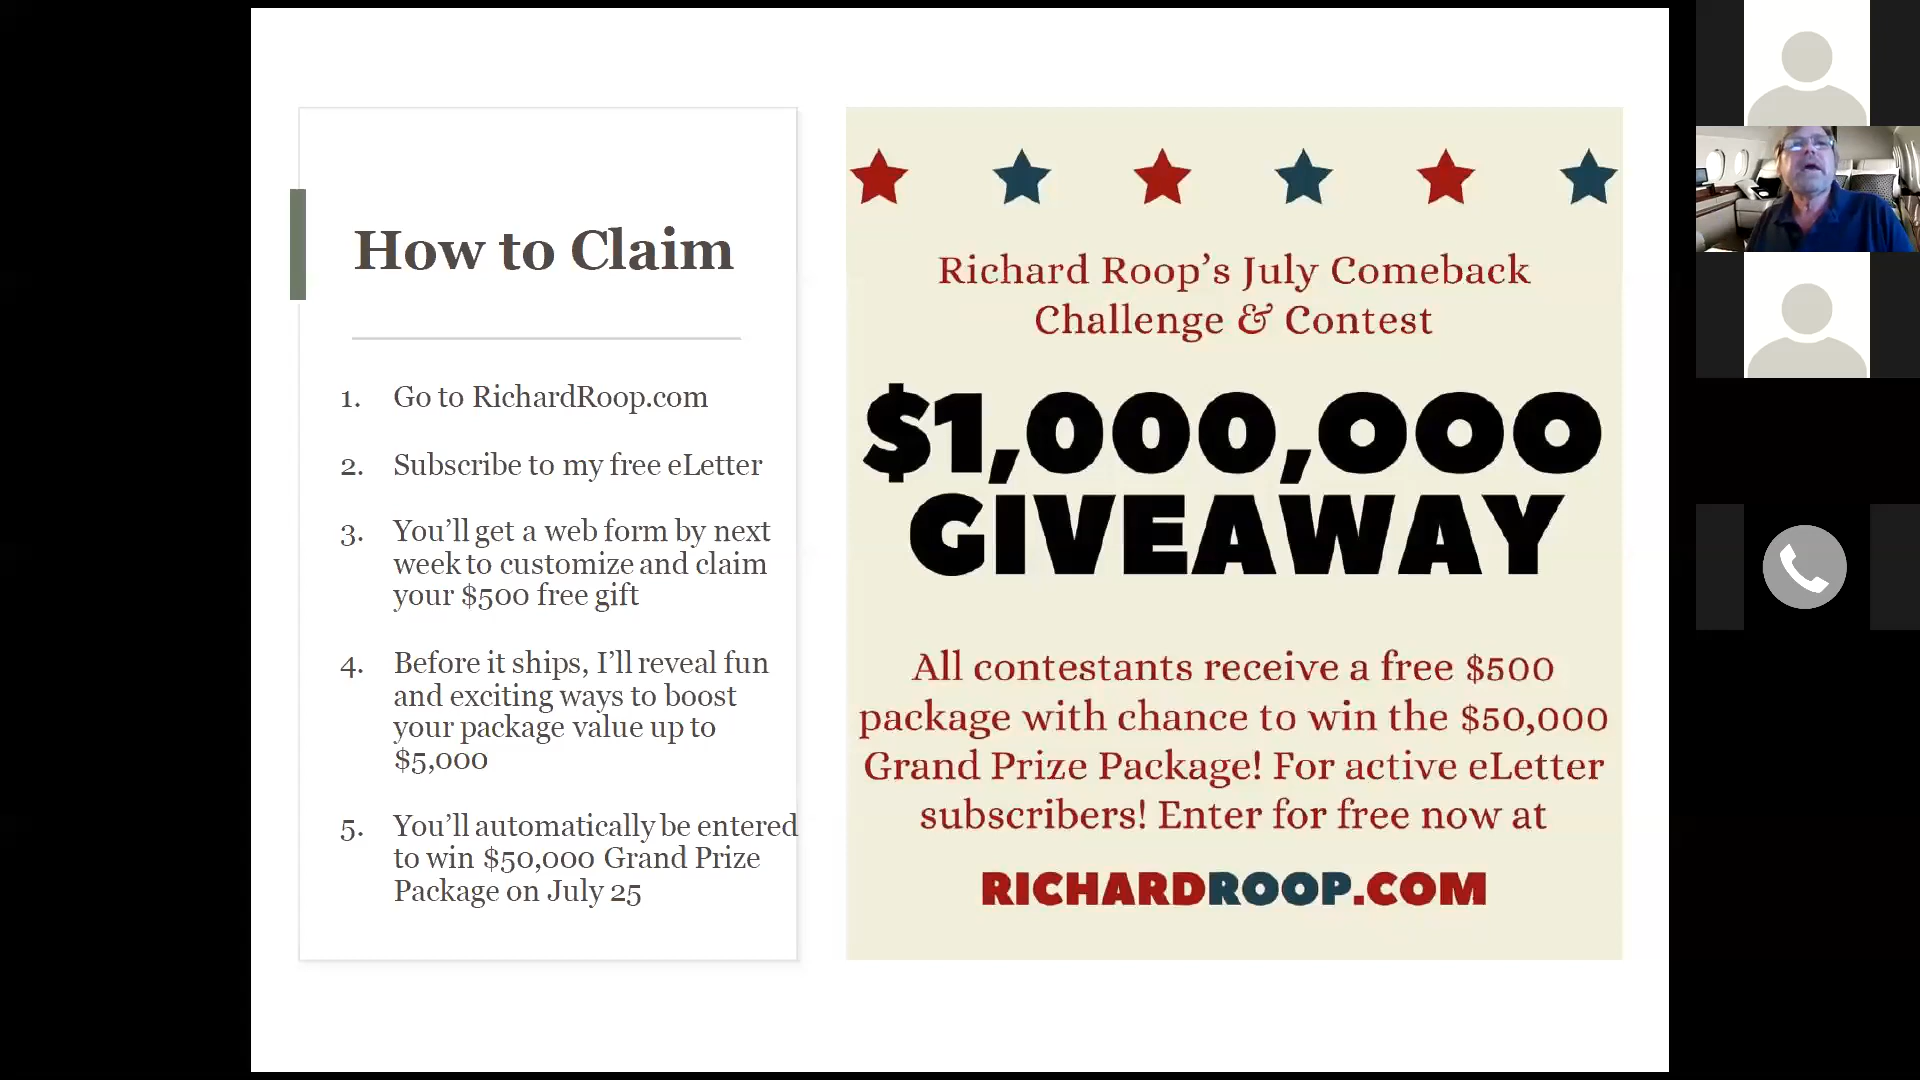 How to Claim
1. Go to RichardRoop.com
2. Subscribe to my free eLetter
3. You’ll get a web form by next
week to customize and claim
your $500 free gift
4. Before it ships, I’ll reveal fun
and exciting ways to boost
your package value up to
$5,000
5. You’ll automatically be entered
to win $50,000 Grand Prize
Package on July 25
Richard Roop’s July Comeback
Challenge & Contest
$1,000,000
GIVEAWAY
All contestants receive a free $500
package with chance to win the $50,000
Grand Prize Package! For active eLetter
subscribers! Enter for free now at
RICHARDROOP.COM